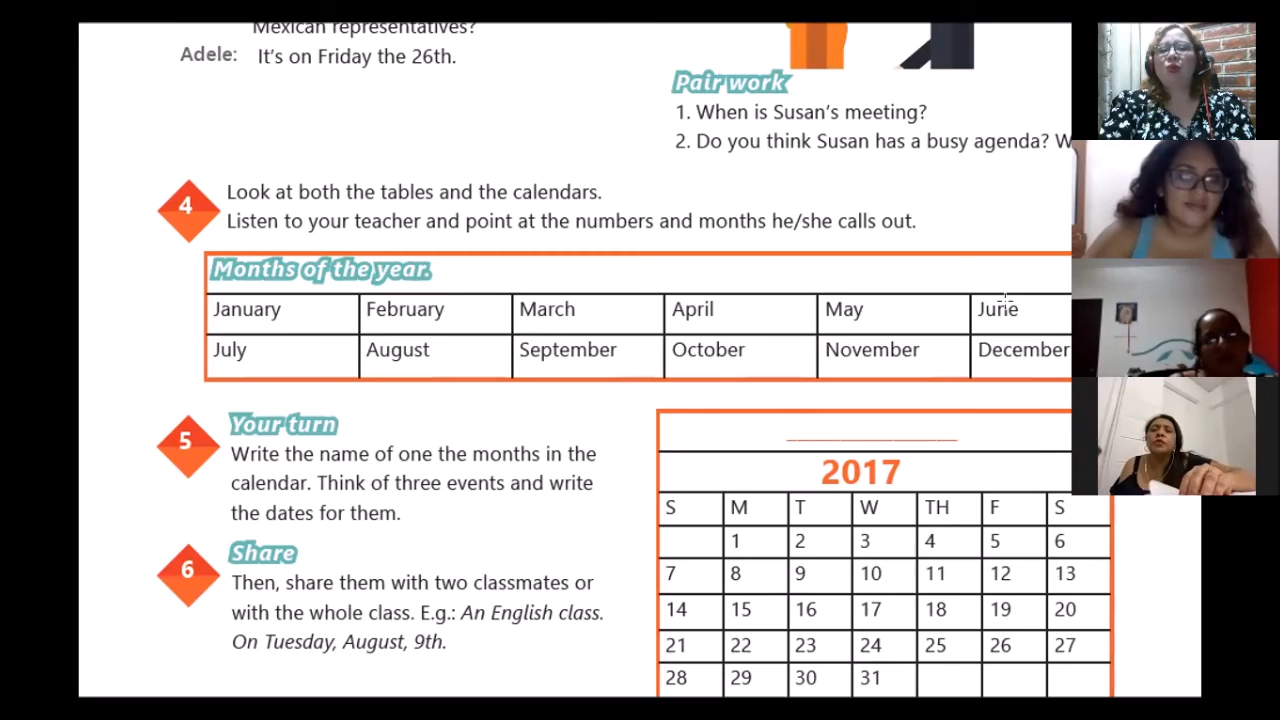 Mexican representatives?
Adele: It's on Friday the 26th.
Pair work
1. When is Susan's meeting?
2. Do you think Susan has a busy agenda? W
4
Look at both the tables and the calendars.
Listen to your teacher and point at the numbers and months he/she calls out.
Months of the year.
January February March April May June
July August September October November December
5
Your turn
Write the name of one the months in the
calendar. Think of three events and write
the dates for them.
6
Share
Then, share them with two classmates or
with the whole class. E.g.: An English class.
On Tuesday, August, 9th.
2017
S M T W TH F S
1 2 3 4 5 6
7 8 9 10 11 12 13
14 15 16 17 18 19 20
21 22 23 24 25 26 27
28 29 30 31